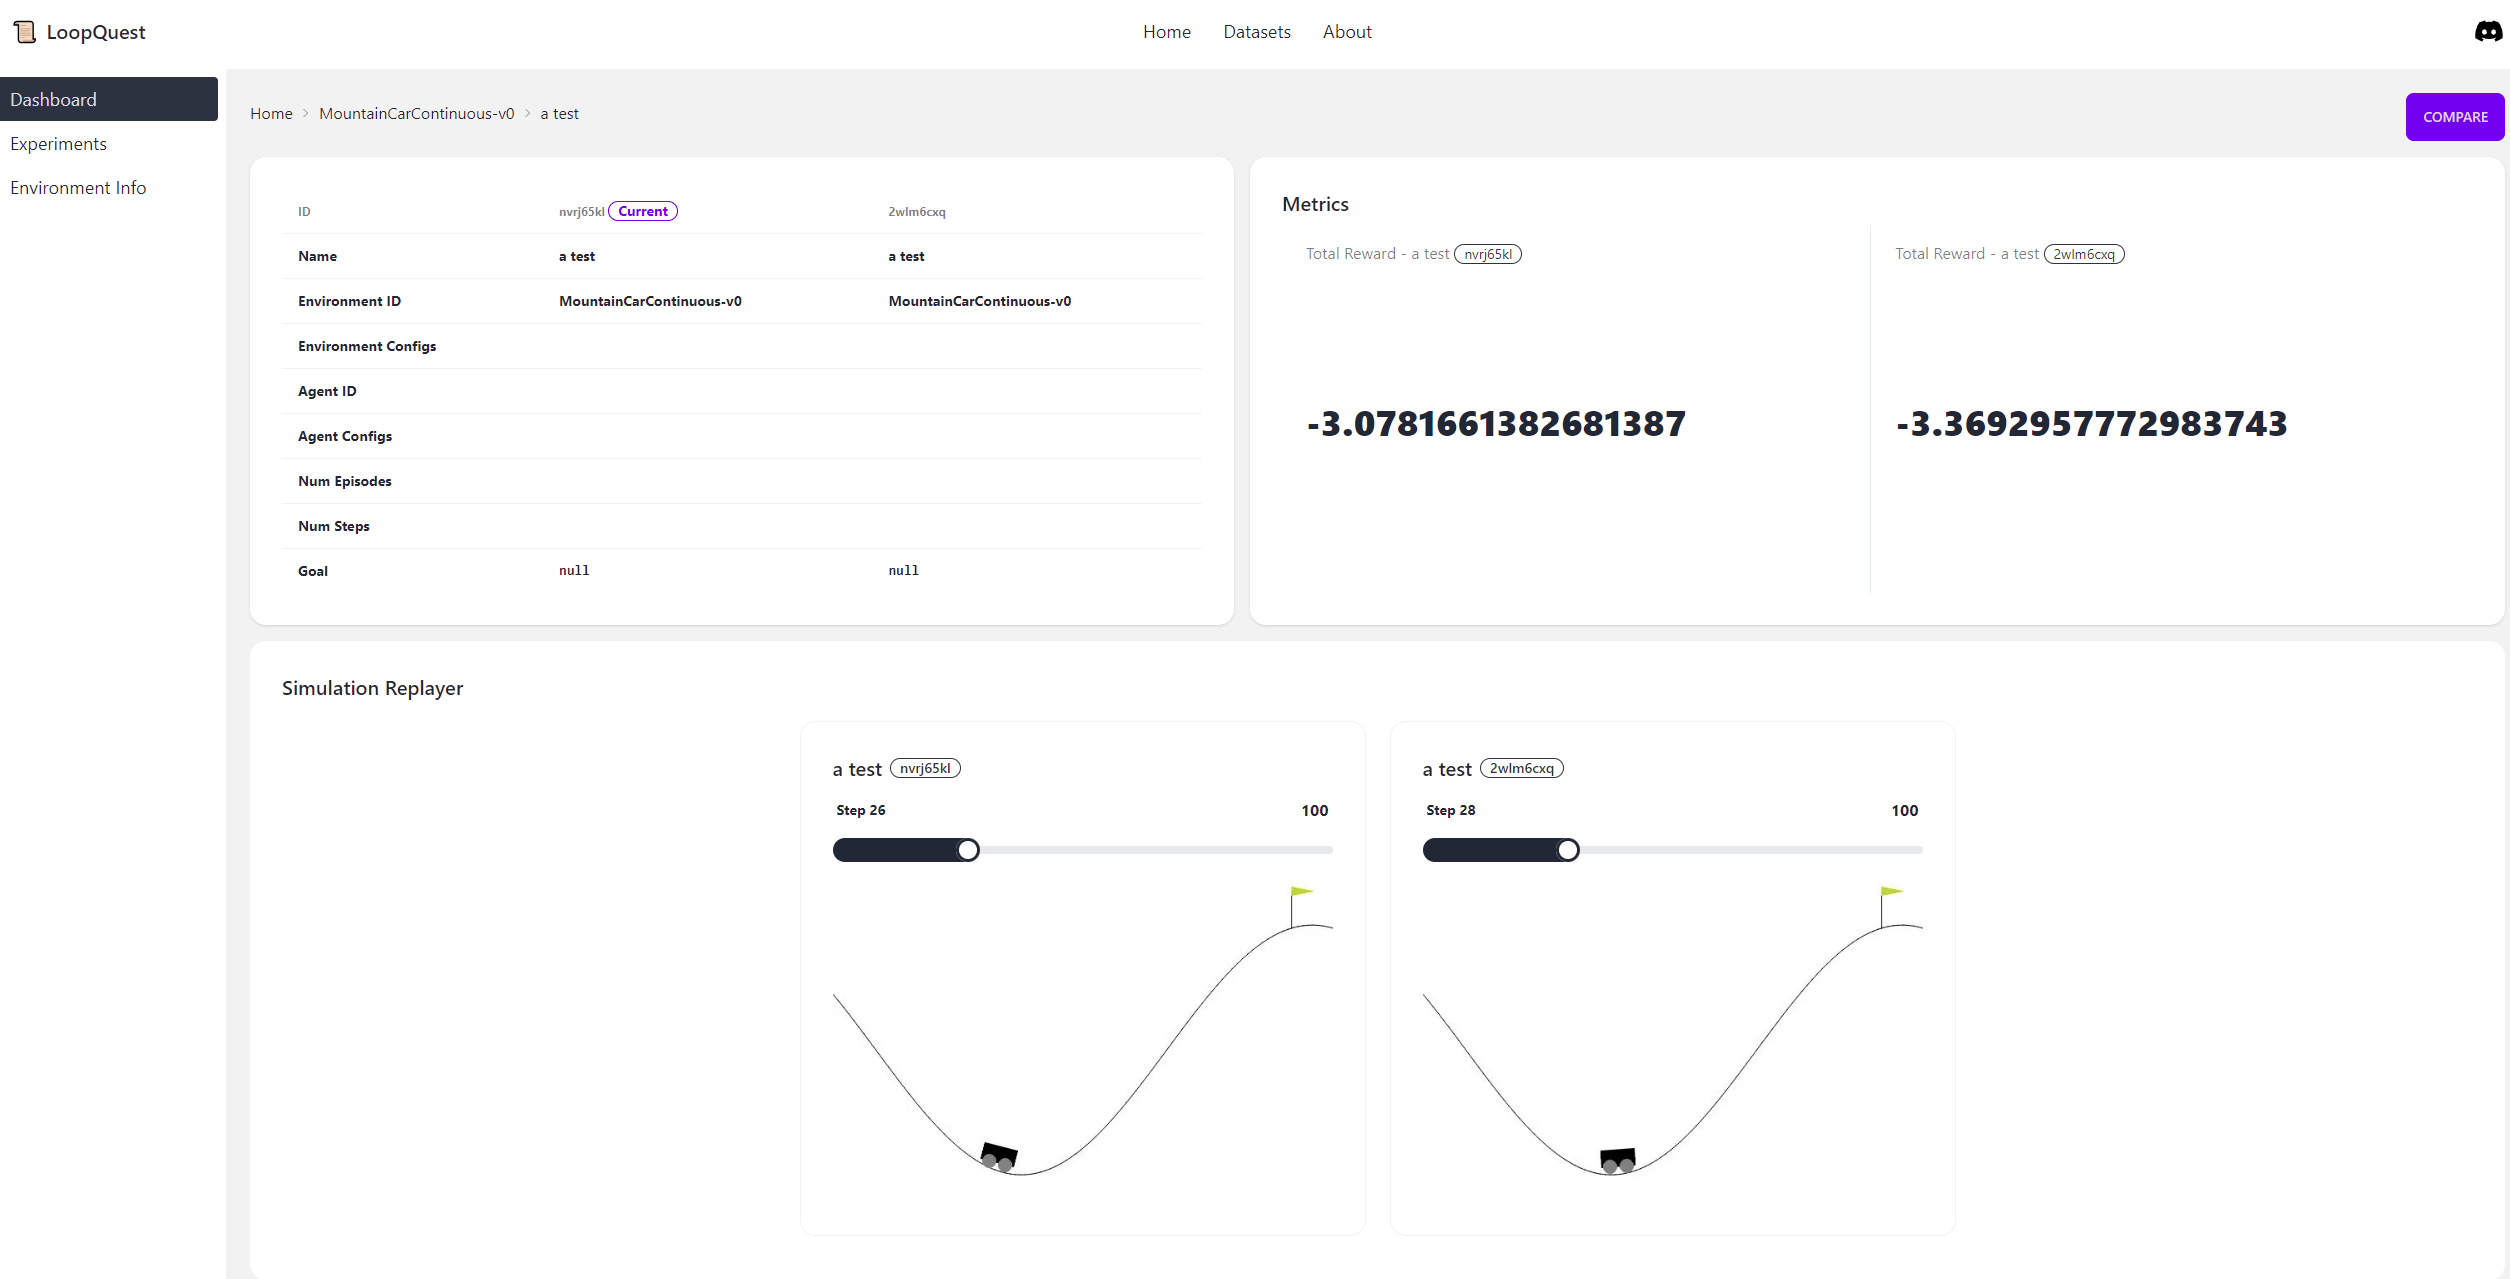 LoopQuest
Home Datasets About
Dashboard
Experiments
Environment Info
Home > MountainCarContinuous-v0 > a test
COMPARE
ID nvrj65kl Current 2wlm6cxq
Name a test a test
Environment ID MountainCarContinuous-v0 MountainCarContinuous-v0
Environment Configs
Agent ID
Agent Configs
Num Episodes
Num Steps
Goal null null
Metrics
Total Reward - a test nvrj65kl
-3.0781661382681387
Total Reward - a test 2wlm6cxq
-3.3692957772983743
Simulation Replayer
a test nvrj65kl
Step 26 100
a test 2wlm6cxq
Step 28 100